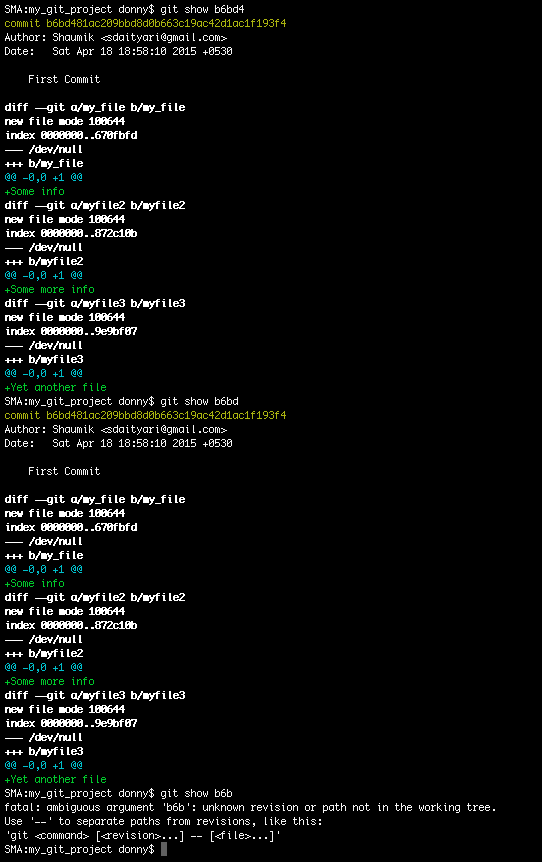 SMA:my_git_project donny$ git show b6bd4
commit b6bd481ac209bbd8d0b663c19ac42d1ac1f193f4
Author: Shaumik <sdaityari@gmail.com>
Date:   Sat Apr 18 18:58:10 2015 +0530
First Commit
diff --git a/my_file b/my_file
new file mode 100644
index 0000000..670fbfd
--- /dev/null
+++ b/my_file
@@ -0,0 +1 @@
+Some info
diff --git a/myfile2 b/myfile2
new file mode 100644
index 0000000..872c10b
--- /dev/null
+++ b/myfile2
@@ -0,0 +1 @@
+Some more info
diff --git a/myfile3 b/myfile3
new file mode 100644
index 0000000..9e9bf07
--- /dev/null
+++ b/myfile3
@@ -0,0 +1 @@
+Yet another file
SMA:my_git_project donny$ git show b6bd
commit b6bd481ac209bbd8d0b663c19ac42d1ac1f193f4
Author: Shaumik <sdaityari@gmail.com>
Date:   Sat Apr 18 18:58:10 2015 +0530
First Commit
diff --git a/my_file b/my_file
new file mode 100644
index 0000000..670fbfd
--- /dev/null
+++ b/my_file
@@ -0,0 +1 @@
+Some info
diff --git a/myfile2 b/myfile2
new file mode 100644
index 0000000..872c10b
--- /dev/null
+++ b/myfile2
@@ -0,0 +1 @@
+Some more info
diff --git a/myfile3 b/myfile3
new file mode 100644
index 0000000..9e9bf07
--- /dev/null
+++ b/myfile3
@@ -0,0 +1 @@
+Yet another file
SMA:my_git_project donny$ git show b6b
fatal: ambiguous argument 'b6b': unknown revision or path not in the working tree.
Use '--' to separate paths from revisions, like this:
'git <command> [<revision>...] -- [<file>...]'
SMA:my_git_project donny$